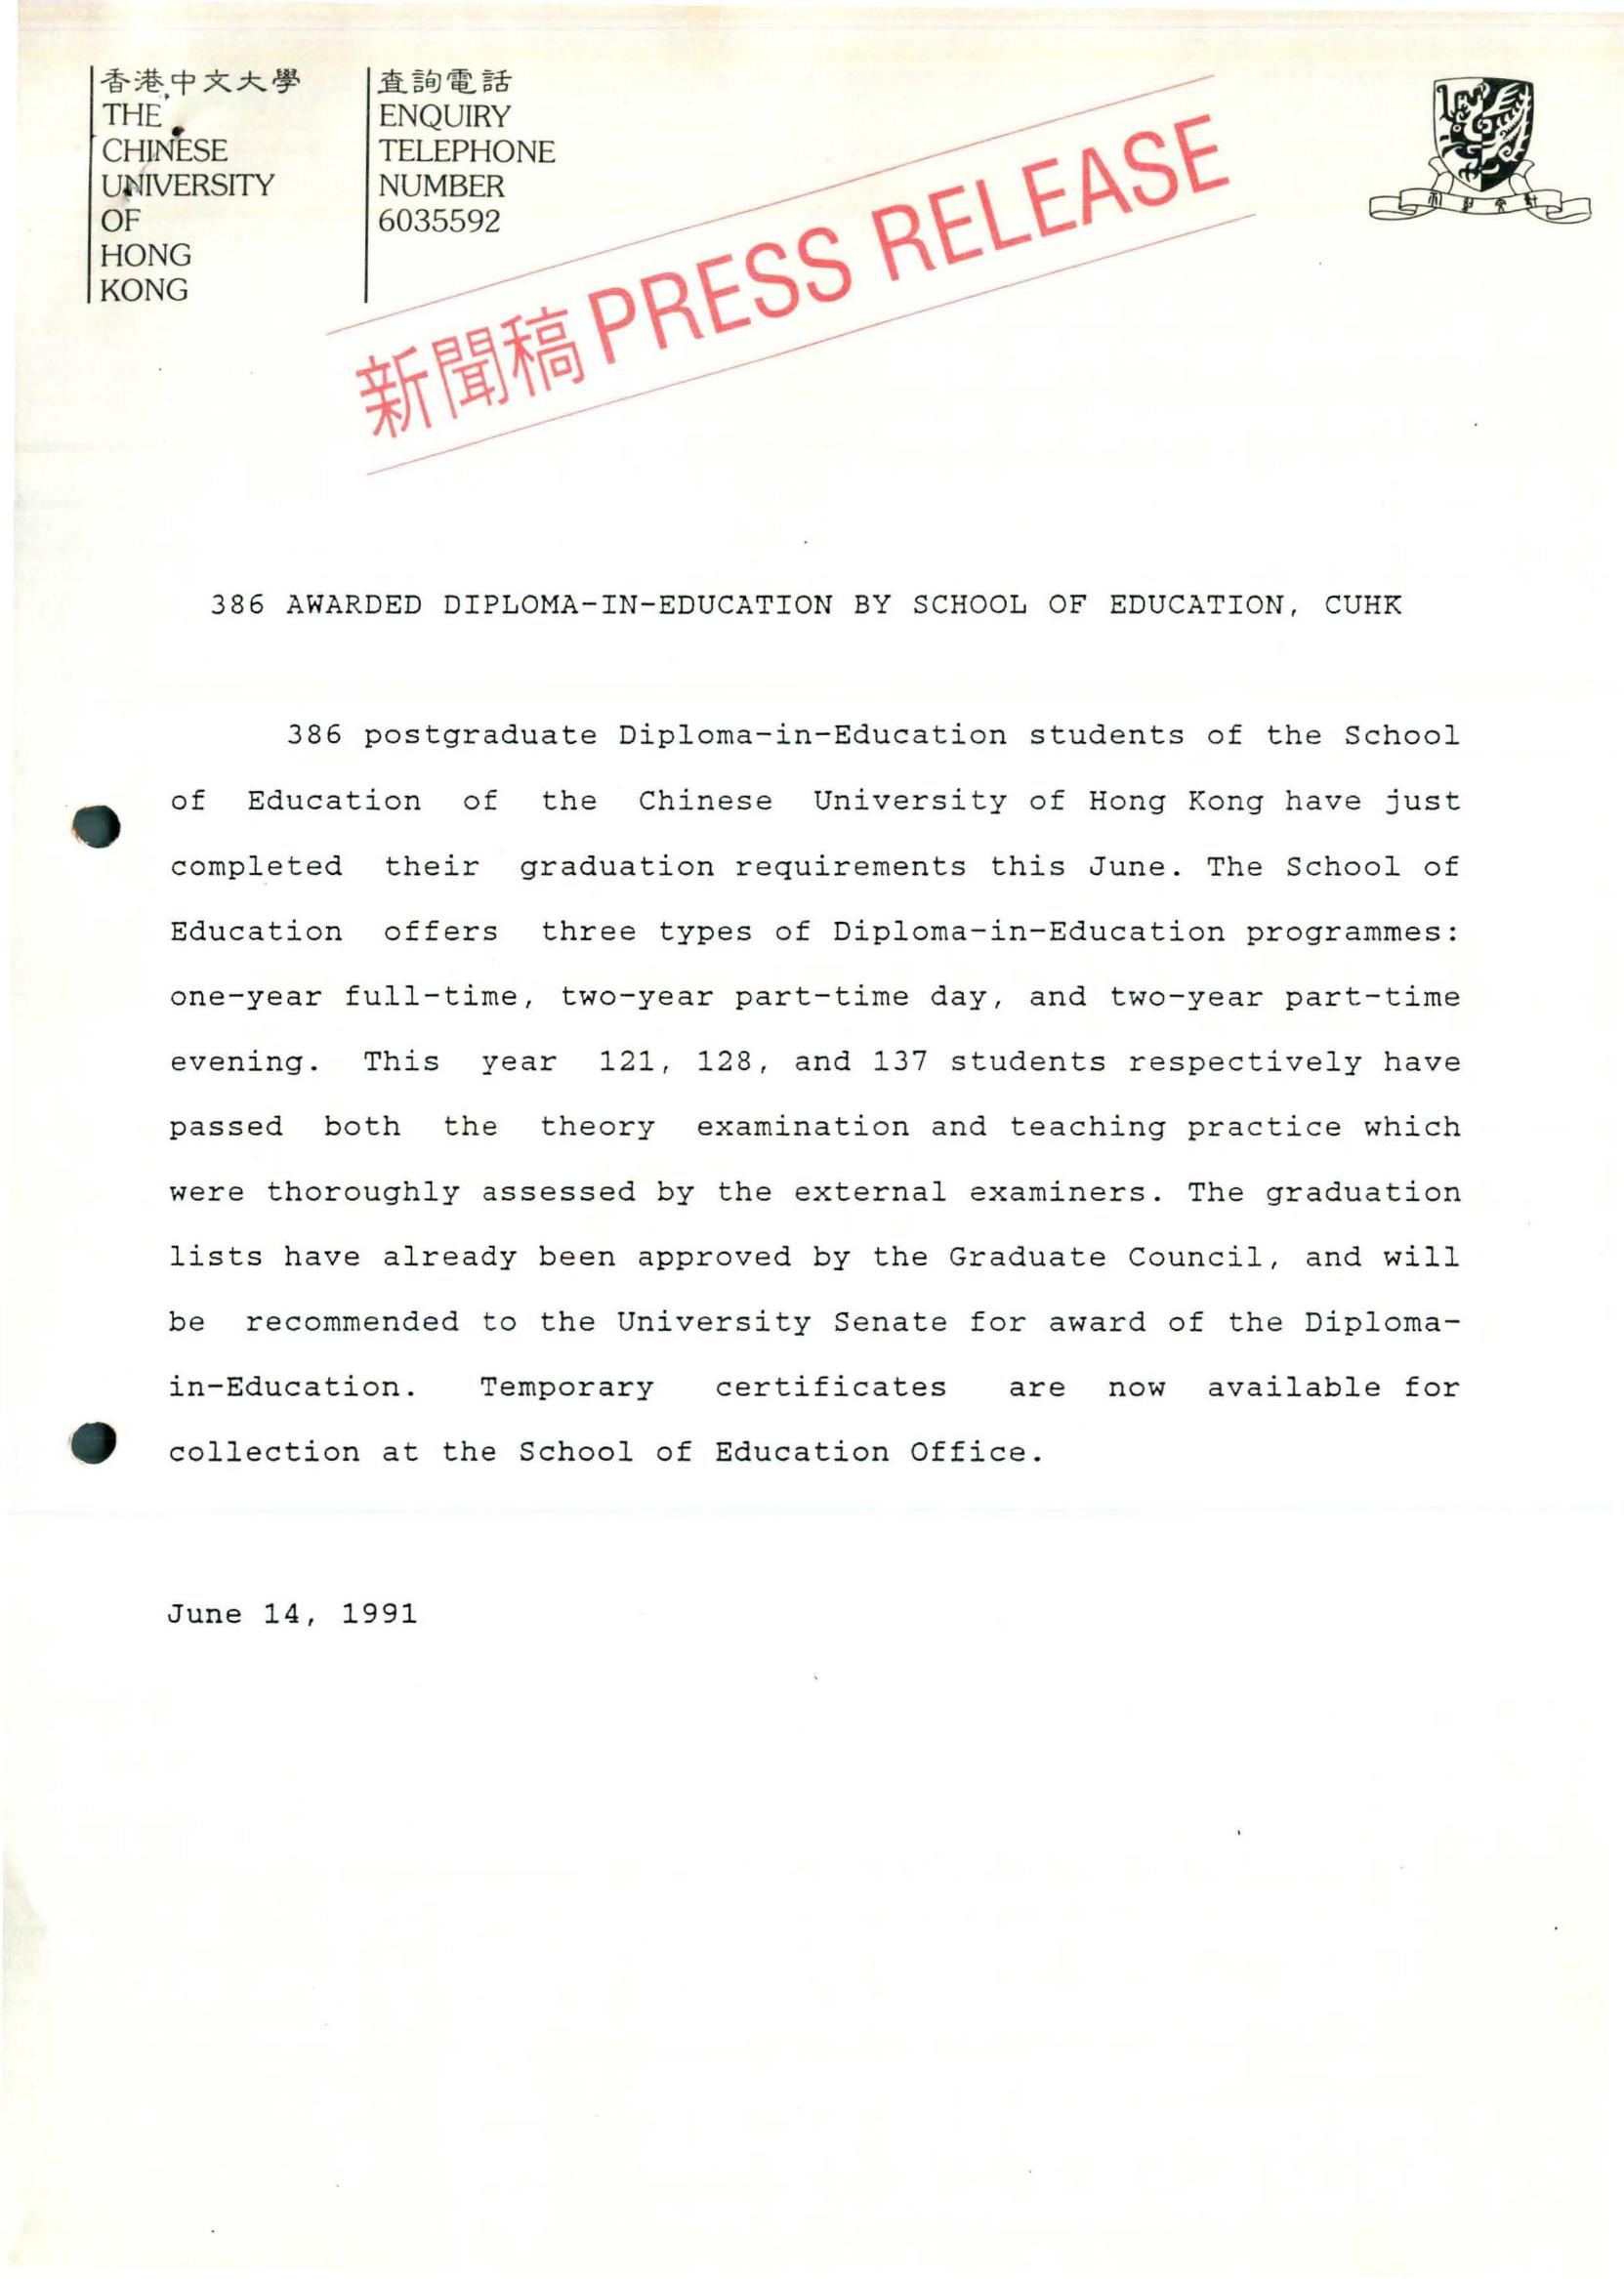 香港中文大學
THE
CHINESE
UNIVERSITY
OF
HONG
KONG
查詢電話
ENQUIRY
TELEPHONE
NUMBER
6035592
新聞稿 PRESS RELEASE
386 AWARDED DIPLOMA-IN-EDUCATION BY SCHOOL OF EDUCATION, CUHK
386 postgraduate Diploma-in-Education students of the School
of Education of the Chinese University of Hong Kong have just
completed their graduation requirements this June. The School of
Education offers three types of Diploma-in-Education programmes:
one-year full-time, two-year part-time day, and two-year part-time
evening. This year 121, 128, and 137 students respectively have
passed both the theory examination and teaching practice which
were thoroughly assessed by the external examiners. The graduation
lists have already been approved by the Graduate Council, and will
be recommended to the University Senate for award of the Diploma-
in-Education. Temporary certificates are now available for
collection at the School of Education Office.
June 14, 1991